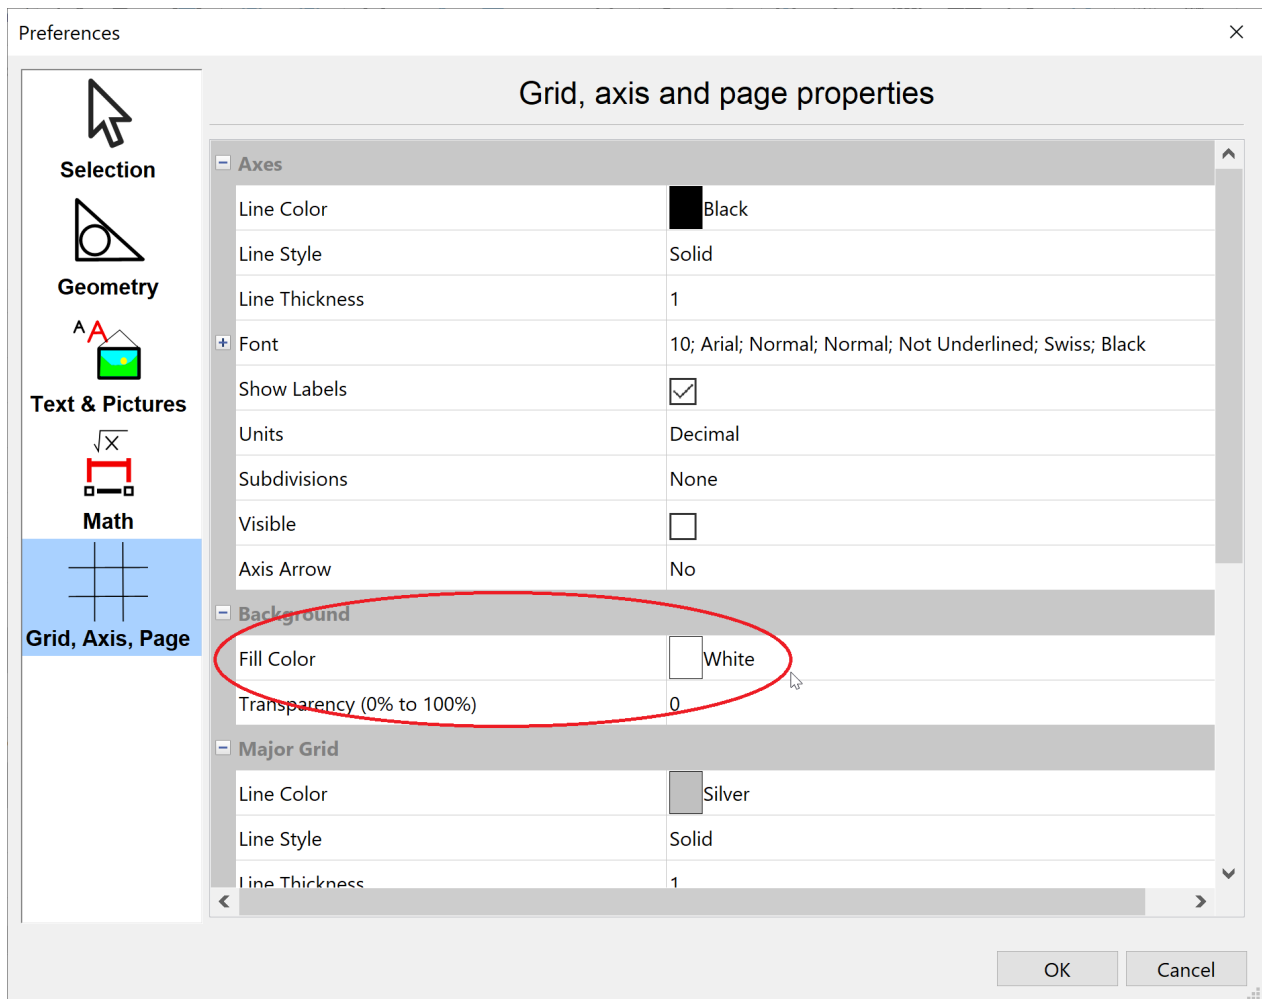 Preferences
Grid, axis and page properties
Selection
Geometry
A A
Text & Pictures
√X
Math
Grid, Axis, Page
Axes
Line Color Black
Line Style Solid
Line Thickness 1
Font 10; Arial; Normal; Normal; Not Underlined; Swiss; Black
Show Labels
Units Decimal
Subdivisions None
Visible
Axis Arrow No
Background
Fill Color White
Transparency (0% to 100%) 0
Major Grid
Line Color Silver
Line Style Solid
Line Thickness 1
OK Cancel